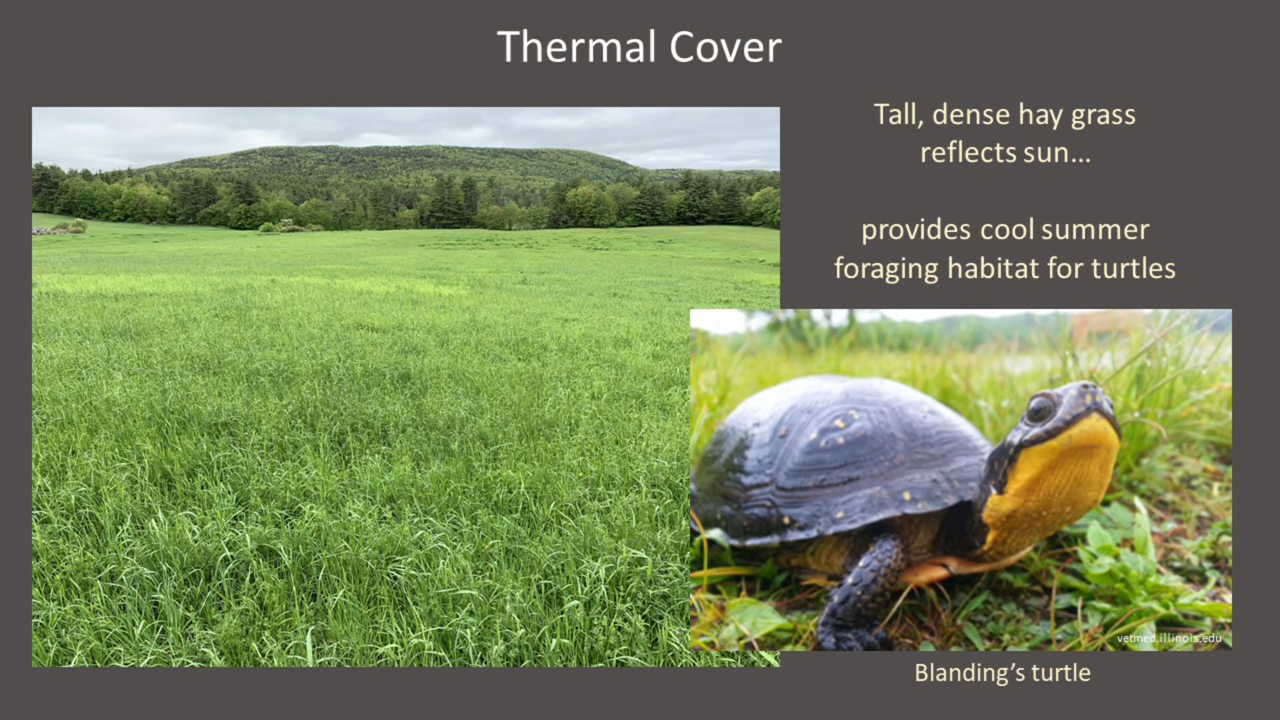 Thermal Cover
Tall, dense hay grass
reflects sun...
provides cool summer
foraging habitat for turtles
vetmed.illinois.edu
Blanding's turtle